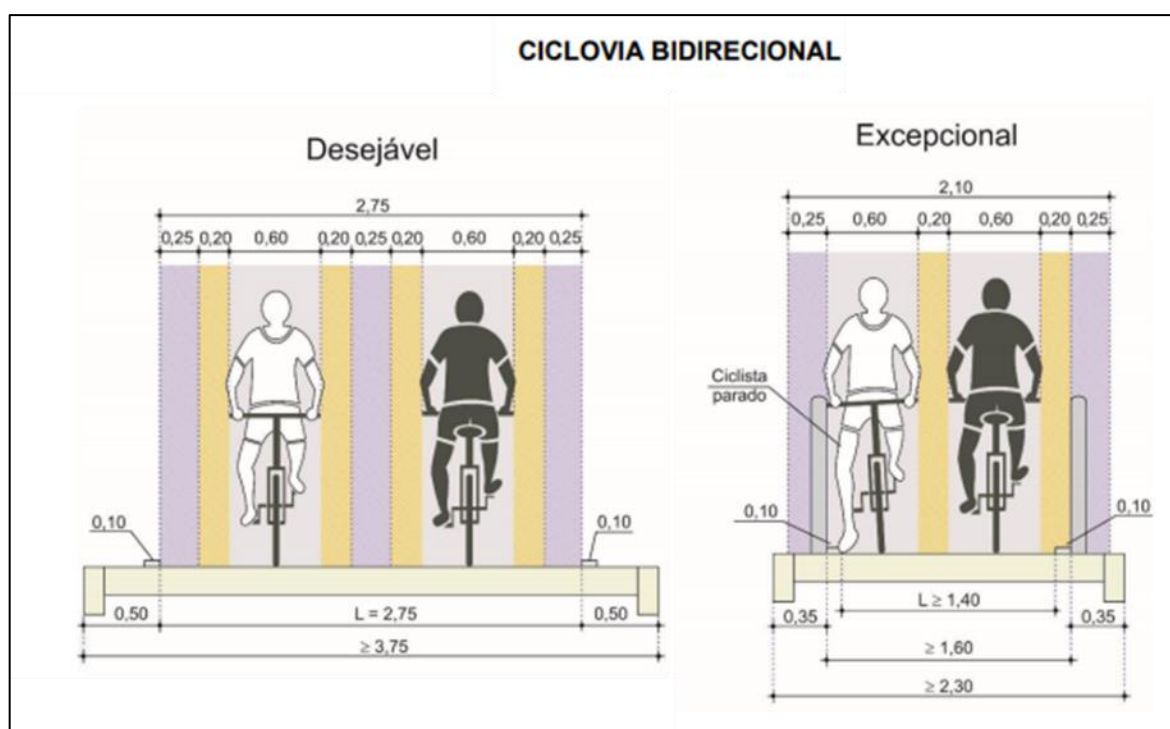 CICLOVIA BIDIRECIONAL
Desejável
2,75
0,25 0,20 0,60 0,20 0,25 0,20 0,60 0,20 0,25
0,10
0,10
0,50 L = 2,75 0,50
≥ 3,75
Excepcional
2,10
0,25 0,60 0,20 0,60 0,20 0,25
Ciclista
parado
0,10
0,10
0,35 L ≥ 1,40 0,35
≥ 1,60
≥ 2,30